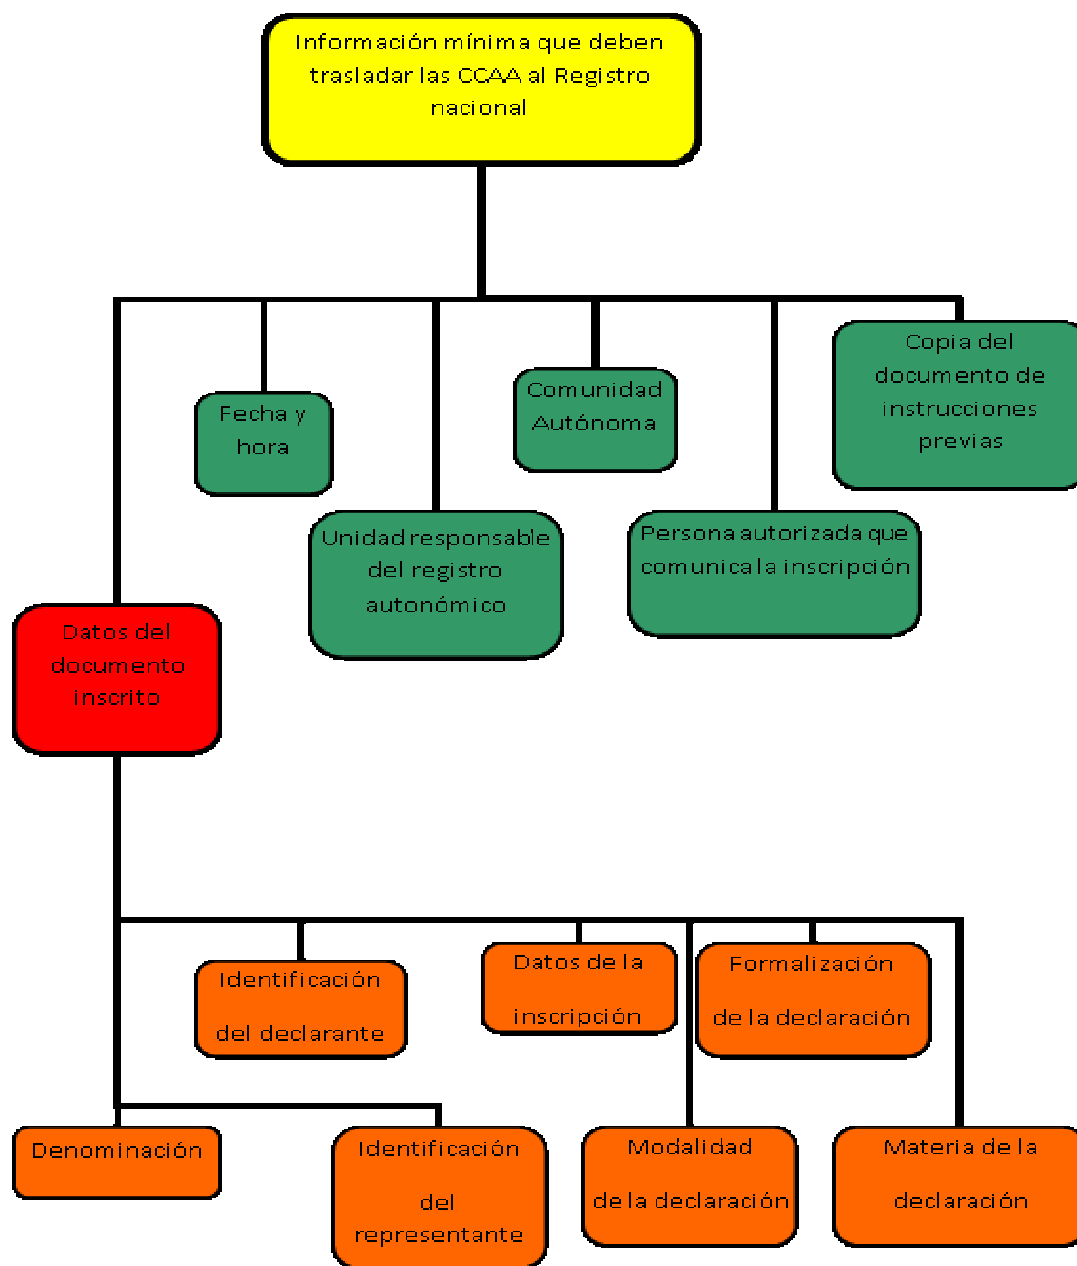 Información mínima que deben
trasladar las CCAA al Registro
nacional
Copia del
documento de
instrucciones
previas
Comunidad
Autónoma
Fecha y
hora
Unidad responsable
del registro
autonómico
Persona autorizada que
comunica la inscripción
Datos del
documento
inscrito
Identificación
del declarante
Datos de la
inscripción
Formalización
de la declaración
Denominación
Identificación
del
representante
Modalidad
de la declaración
Materia de la
declaración